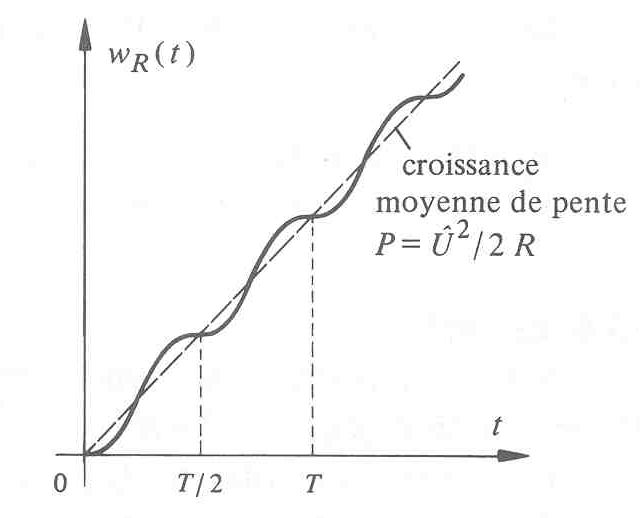 w_R(t)
croissance
moyenne de pente
P = Û²/2 R
t
0
T/2
T